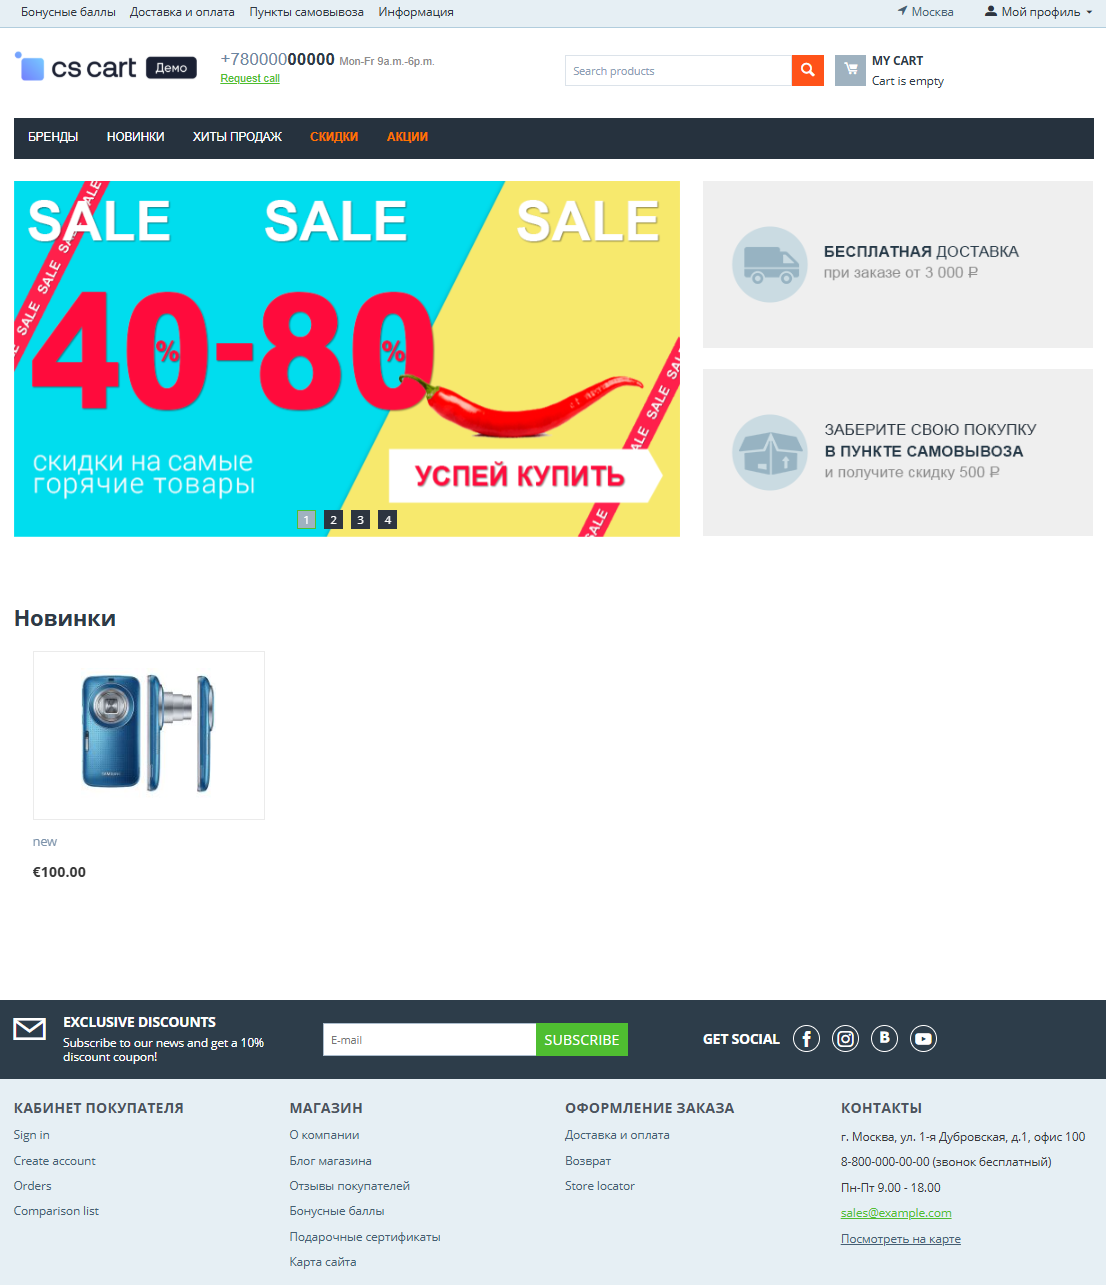 Бонусные баллы Доставка и оплата Пункты самовывоза Информация Москва Мой профиль
cs cart Демо
+78000000000 Mon-Fr 9a.m.-6p.m.
Request call
Search products
MY CART
Cart is empty
БРЕНДЫ НОВИНКИ ХИТЫ ПРОДАЖ СКИДКИ АКЦИИ
SALE SALE SALE
SALE SALE SALE SALE
40%-80%
скидки на самые
горячие товары
УСПЕЙ КУПИТЬ
SALE SALE SALE SALE
1 2 3 4
БЕСПЛАТНАЯ ДОСТАВКА
при заказе от 3 000 ₽
ЗАБЕРИТЕ СВОЮ ПОКУПКУ
В ПУНКТЕ САМОВЫВОЗА
и получите скидку 500 ₽
Новинки
SAMSUNG
new
€100.00
EXCLUSIVE DISCOUNTS
Subscribe to our news and get a 10%
discount coupon!
E-mail
SUBSCRIBE
GET SOCIAL
КАБИНЕТ ПОКУПАТЕЛЯ
Sign in
Create account
Orders
Comparison list
МАГАЗИН
О компании
Блог магазина
Отзывы покупателей
Бонусные баллы
Подарочные сертификаты
Карта сайта
ОФОРМЛЕНИЕ ЗАКАЗА
Доставка и оплата
Возврат
Store locator
КОНТАКТЫ
г. Москва, ул. 1-я Дубровская, д.1, офис 100
8-800-000-00-00 (звонок бесплатный)
Пн-Пт 9.00 - 18.00
sales@example.com
Посмотреть на карте